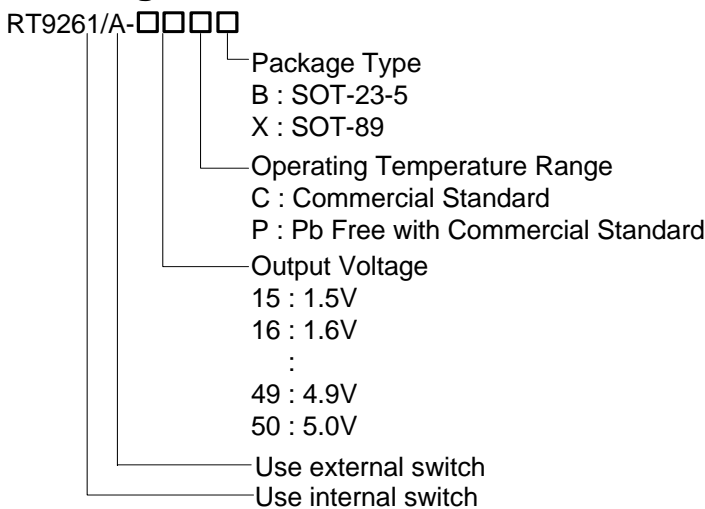 RT9261/A-□□□□
Package Type
B : SOT-23-5
X : SOT-89
Operating Temperature Range
C : Commercial Standard
P : Pb Free with Commercial Standard
Output Voltage
15 : 1.5V
16 : 1.6V
:
49 : 4.9V
50 : 5.0V
Use external switch
Use internal switch